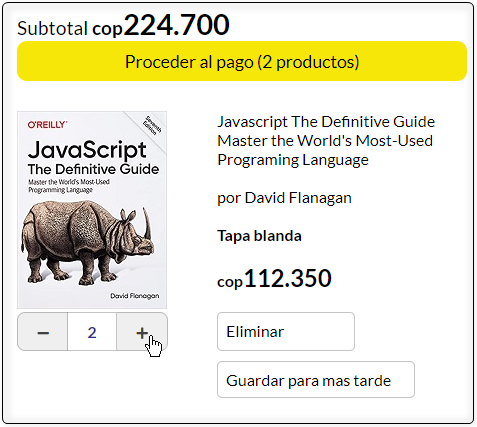 Subtotal cop224.700
Proceder al pago (2 productos)
O'REILLY®
Seventh
Edition
JavaScript
The Definitive Guide
Master the World's Most-Used
Programming Language
David Flanagan
− 2 +
Javascript The Definitive Guide
Master the World's Most-Used
Programing Language
por David Flanagan
Tapa blanda
cop112.350
Eliminar
Guardar para mas tarde